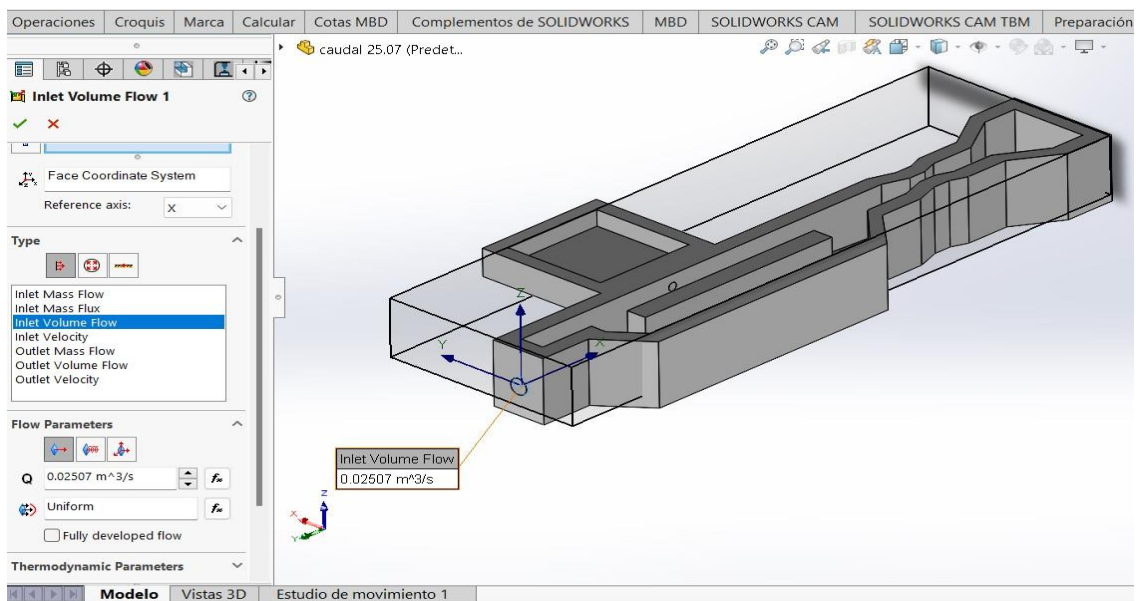 Operaciones Croquis Marca Calcular Cotas MBD Complementos de SOLIDWORKS MBD SOLIDWORKS CAM SOLIDWORKS CAM TBM Preparación
caudal 25.07 (Predet...
Inlet Volume Flow 1
Face Coordinate System
Reference axis: X
Type
Inlet Mass Flow
Inlet Mass Flux
Inlet Volume Flow
Inlet Velocity
Outlet Mass Flow
Outlet Volume Flow
Outlet Velocity
Flow Parameters
Q 0.02507 m^3/s
Uniform
Fully developed flow
Thermodynamic Parameters
Z
Y
X
Inlet Volume Flow
0.02507 m^3/s
Z
X
Y
Modelo Vistas 3D Estudio de movimiento 1